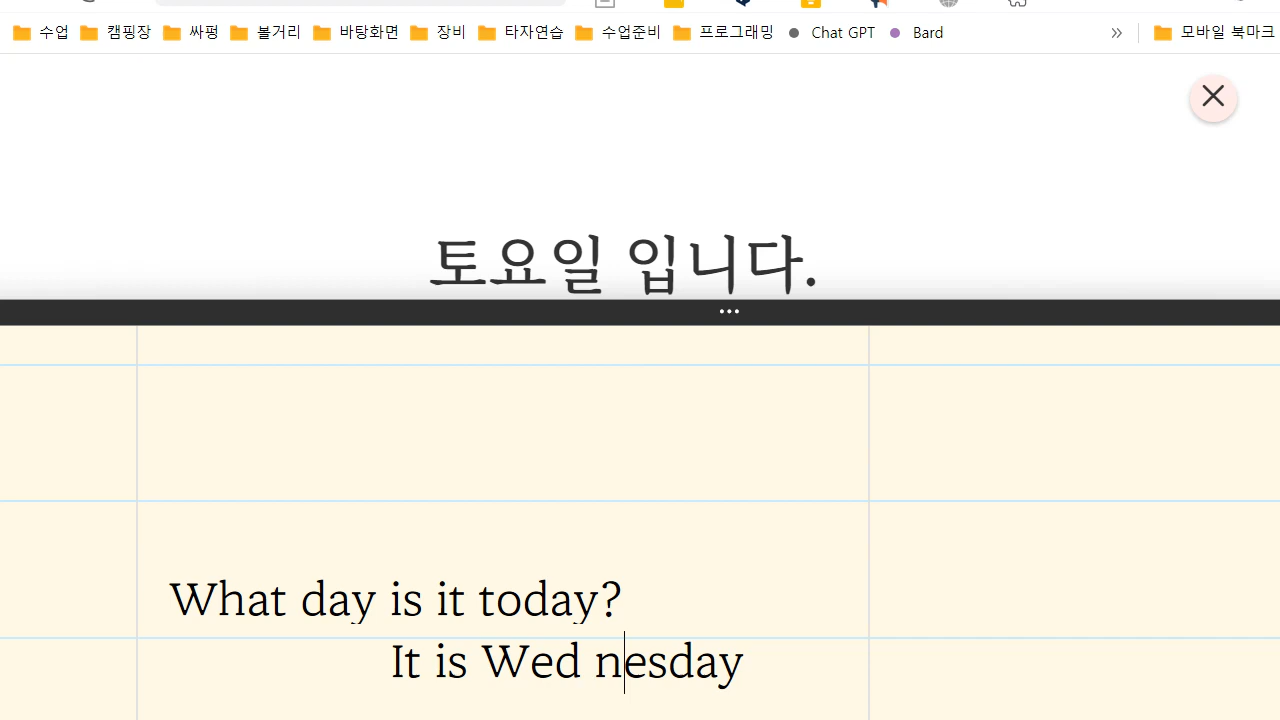 수업 캠핑장 싸펑 볼거리 바탕화면 장비 타자연습 수업준비 프로그래밍 Chat GPT Bard » 모바일 북마크
토요일 입니다.
What day is it today?
It is Wed nesday